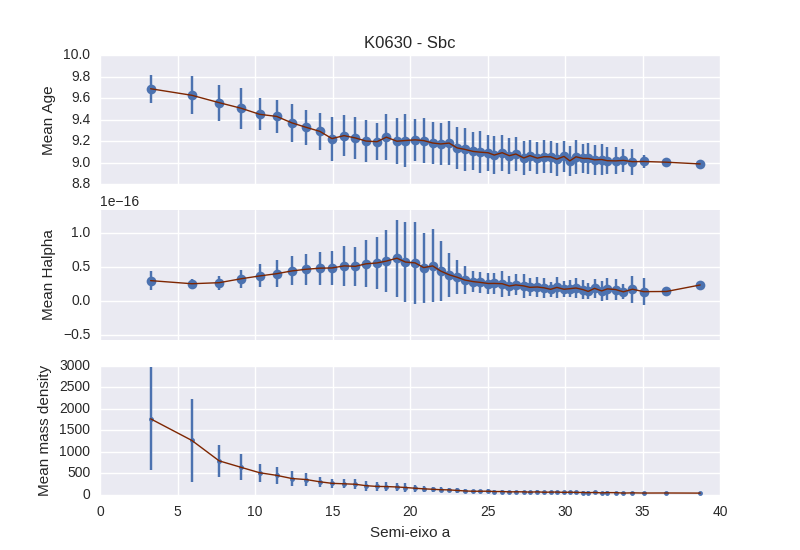 K0630 - Sbc
10.0
9.8
9.6
9.4
9.2
9.0
8.8
Mean Age
1e−16
1.0
0.5
0.0
−0.5
Mean Halpha
3000
2500
2000
1500
1000
500
0
Mean mass density
0 5 10 15 20 25 30 35 40
Semi-eixo a